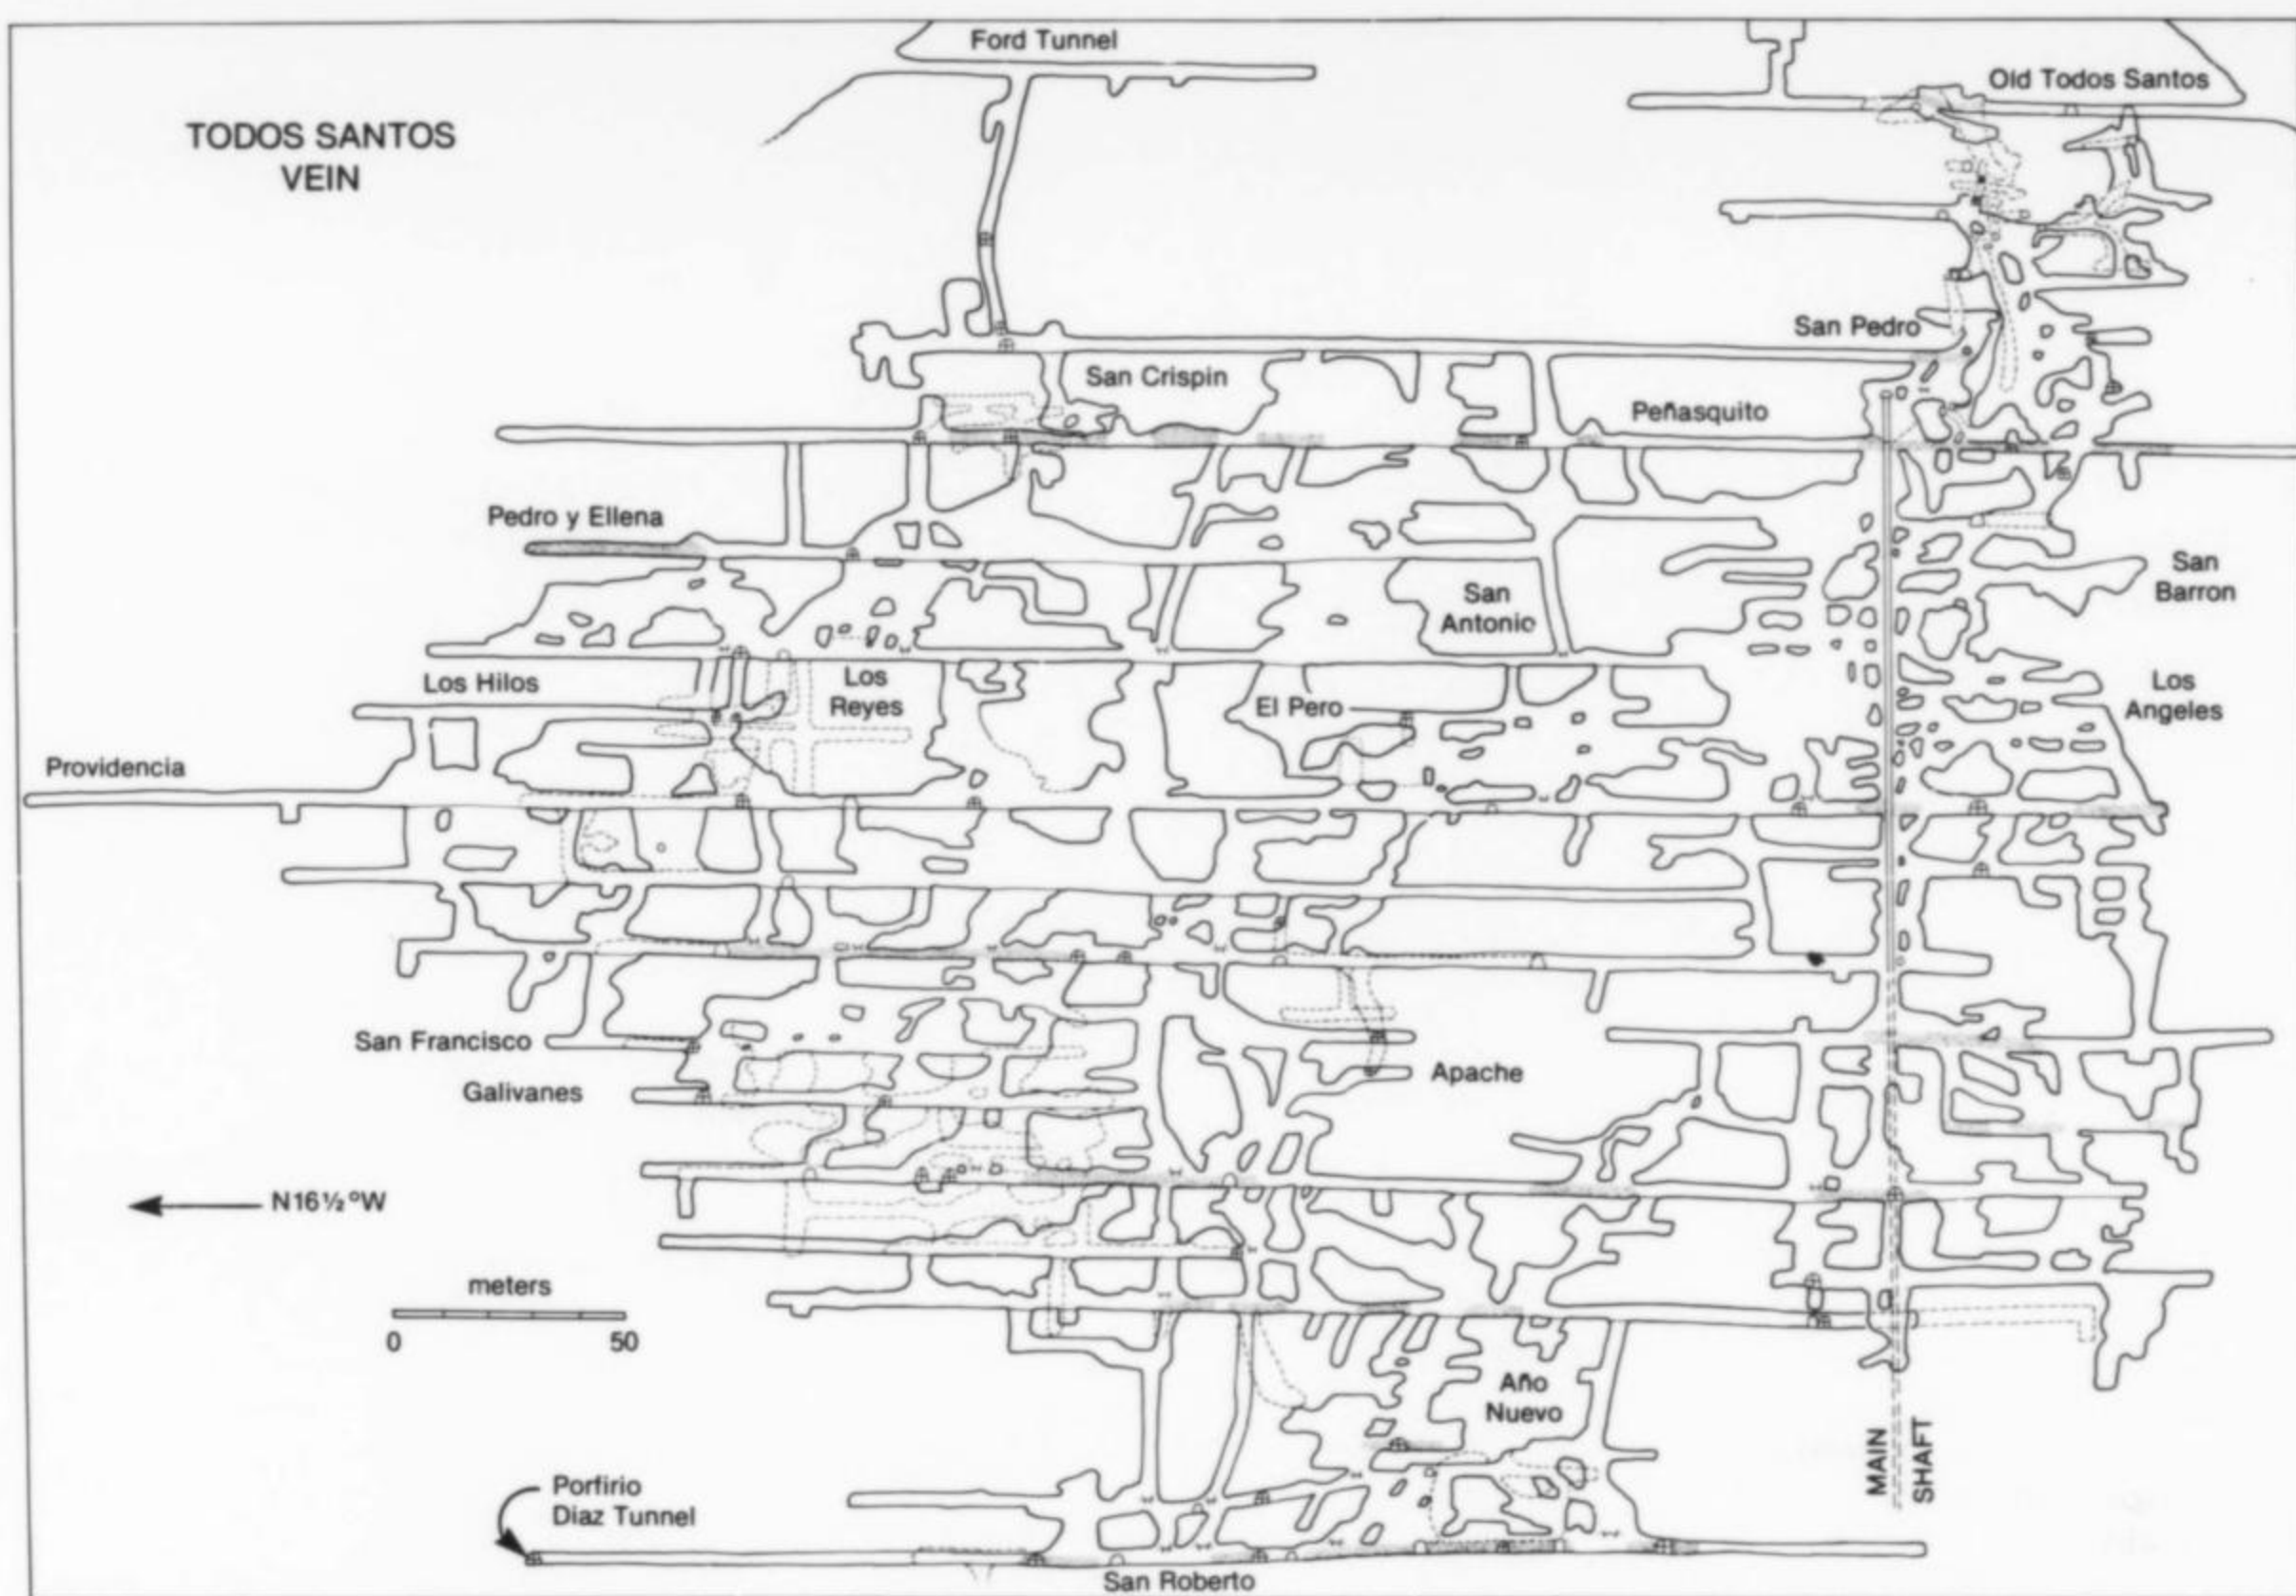 Ford Tunnel
Old Todos Santos
TODOS SANTOS
VEIN
San Pedro
San Crispin
Peñasquito
Pedro y Ellena
San
Barron
San
Antonio
Los Hilos
Los
Reyes
El Pero
Los
Angeles
Providencia
San Francisco
Apache
Galivanes
N16½°W
meters
0 50
Año
Nuevo
MAIN
SHAFT
Porfirio
Diaz Tunnel
San Roberto